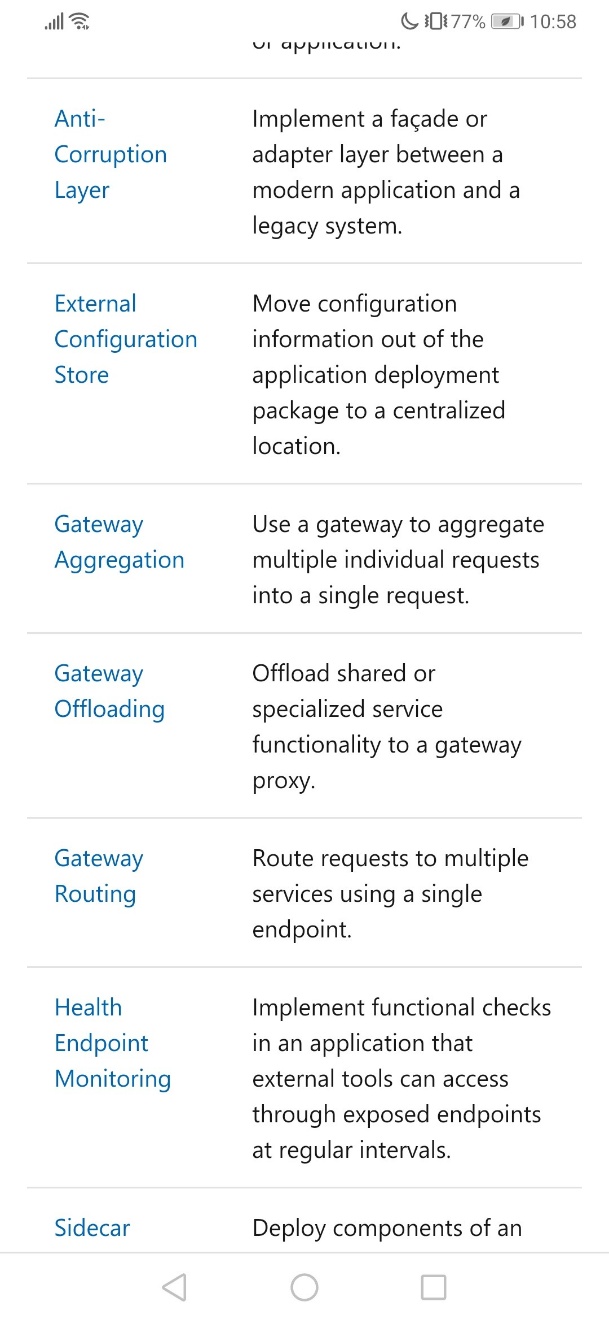 77% 10:58
or application.
Anti-
Corruption
Layer
Implement a façade or
adapter layer between a
modern application and a
legacy system.
External
Configuration
Store
Move configuration
information out of the
application deployment
package to a centralized
location.
Gateway
Aggregation
Use a gateway to aggregate
multiple individual requests
into a single request.
Gateway
Offloading
Offload shared or
specialized service
functionality to a gateway
proxy.
Gateway
Routing
Route requests to multiple
services using a single
endpoint.
Health
Endpoint
Monitoring
Implement functional checks
in an application that
external tools can access
through exposed endpoints
at regular intervals.
Sidecar
Deploy components of an